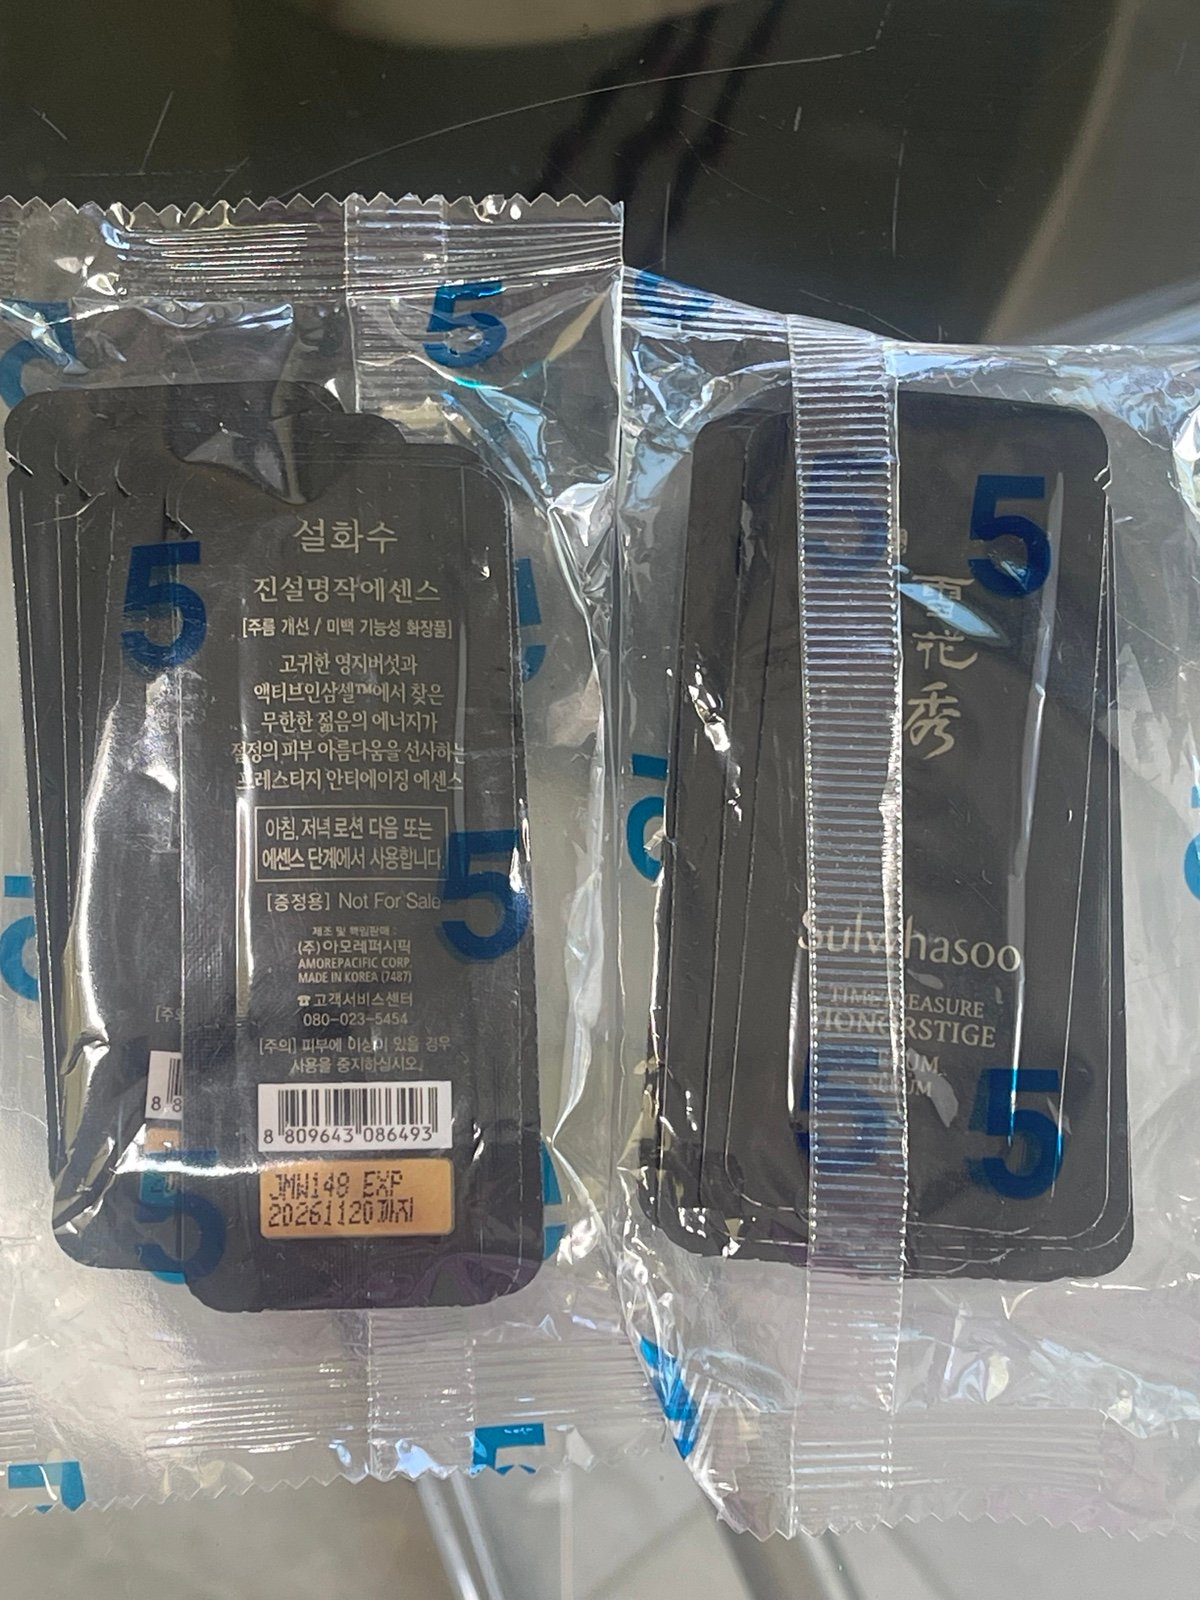 5
5
설화수
진설명작에센스
[주름 개선 / 미백 기능성 화장품]
고귀한 영지버섯과
액티브인삼셀™에서 찾은
무한한 젊음의 에너지가
절정의 피부 아름다움을 선사하는
프레스티지 안티에이징 에센스
아침, 저녁 로션 다음 또는
에센스 단계에서 사용합니다.
5
[증정용] Not For Sale
제조 및 책임판매 :
(주)아모레퍼시픽
AMOREPACIFIC CORP.
MADE IN KOREA (7487)
☎고객서비스센터
080-023-5454
[주의] 피부에 이상이 있을 경우
사용을 중지하십시오.
8 809643 086493
JMW148 EXP
20261120까지
5
5
雪
花
秀
Sulwhasoo
TIME TREASURE
SERUM
5
5